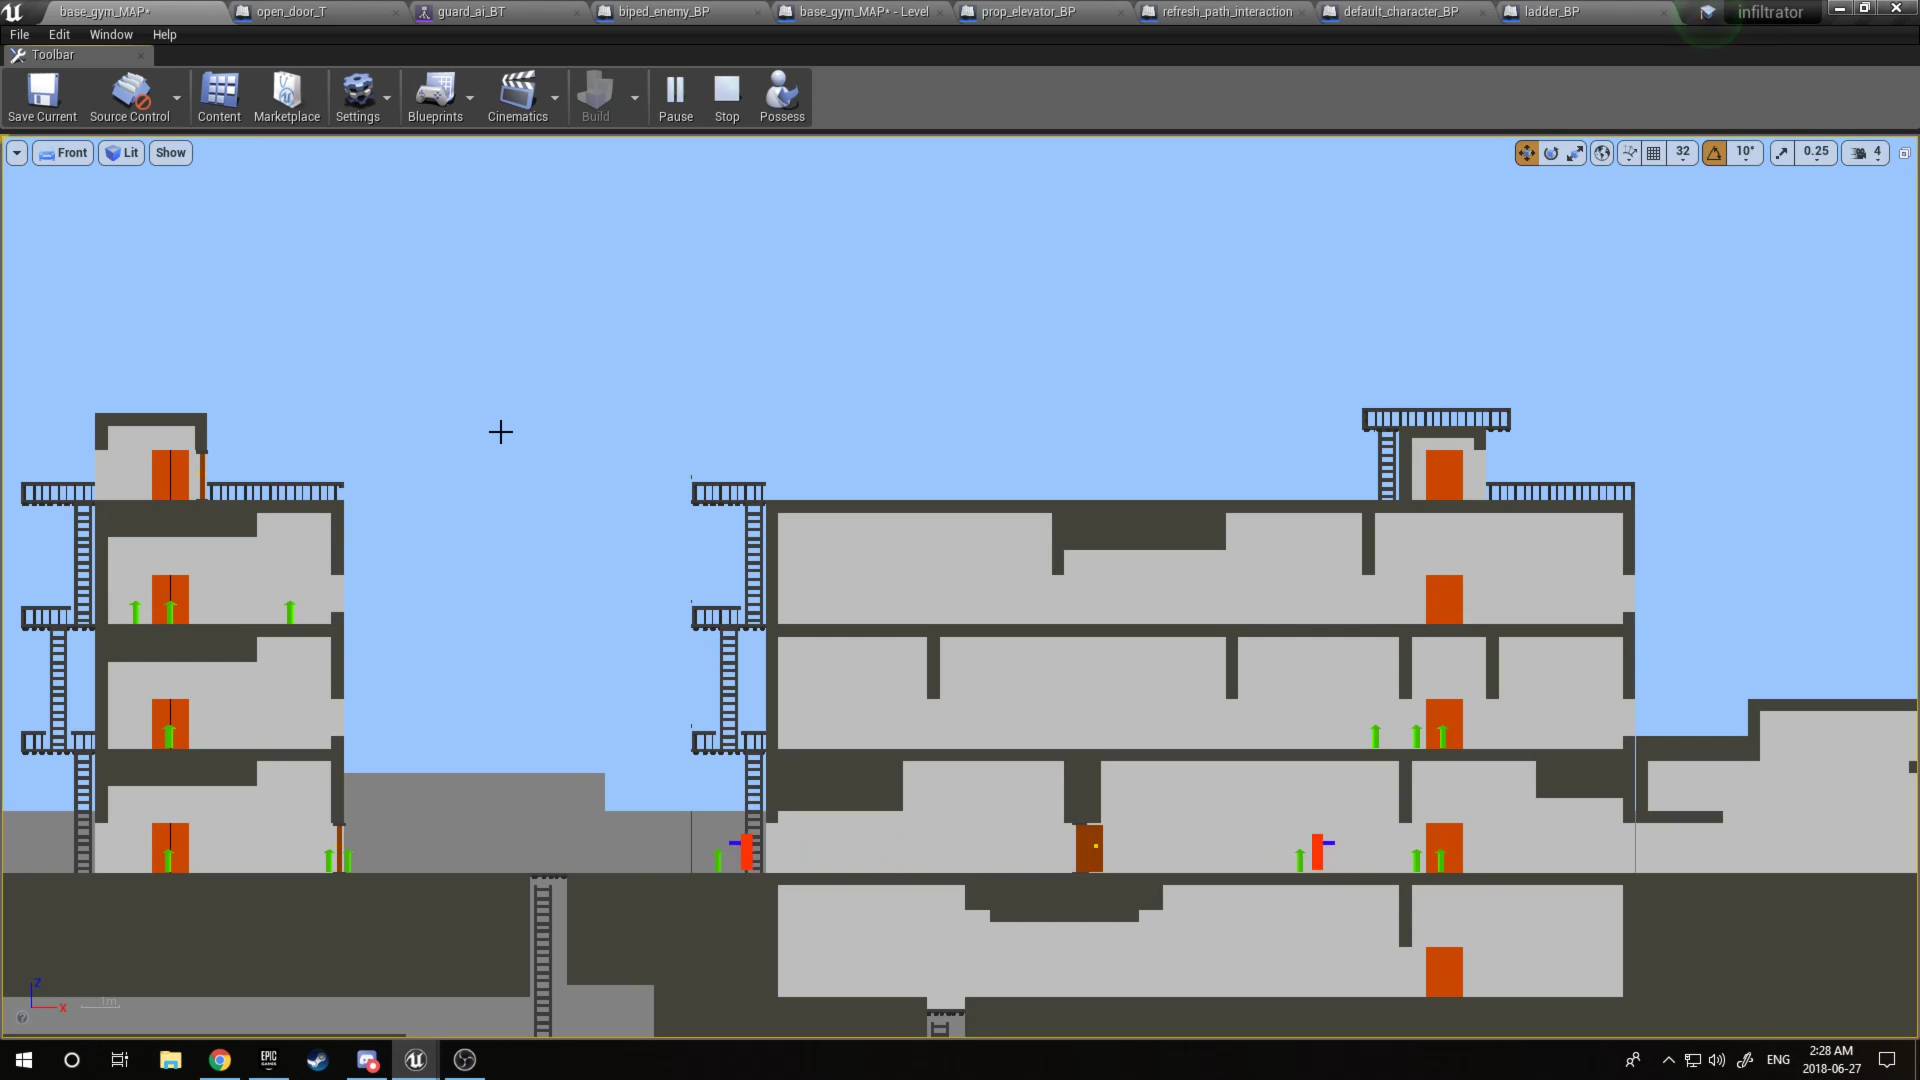 base_gym_MAP*
open_door_T
guard_ai_BT
biped_enemy_BP
base_gym_MAP* - Level
prop_elevator_BP
refresh_path_interaction
default_character_BP
ladder_BP
infiltrator
File Edit Window Help
Toolbar
Save Current
Source Control
Content
Marketplace
Settings
Blueprints
Cinematics
Build
Pause
Stop
Possess
Front
Lit
Show
32
10°
0.25
4
Z
X
1m
?
EPIC
GAMES
ENG
2:28 AM
2018-06-27